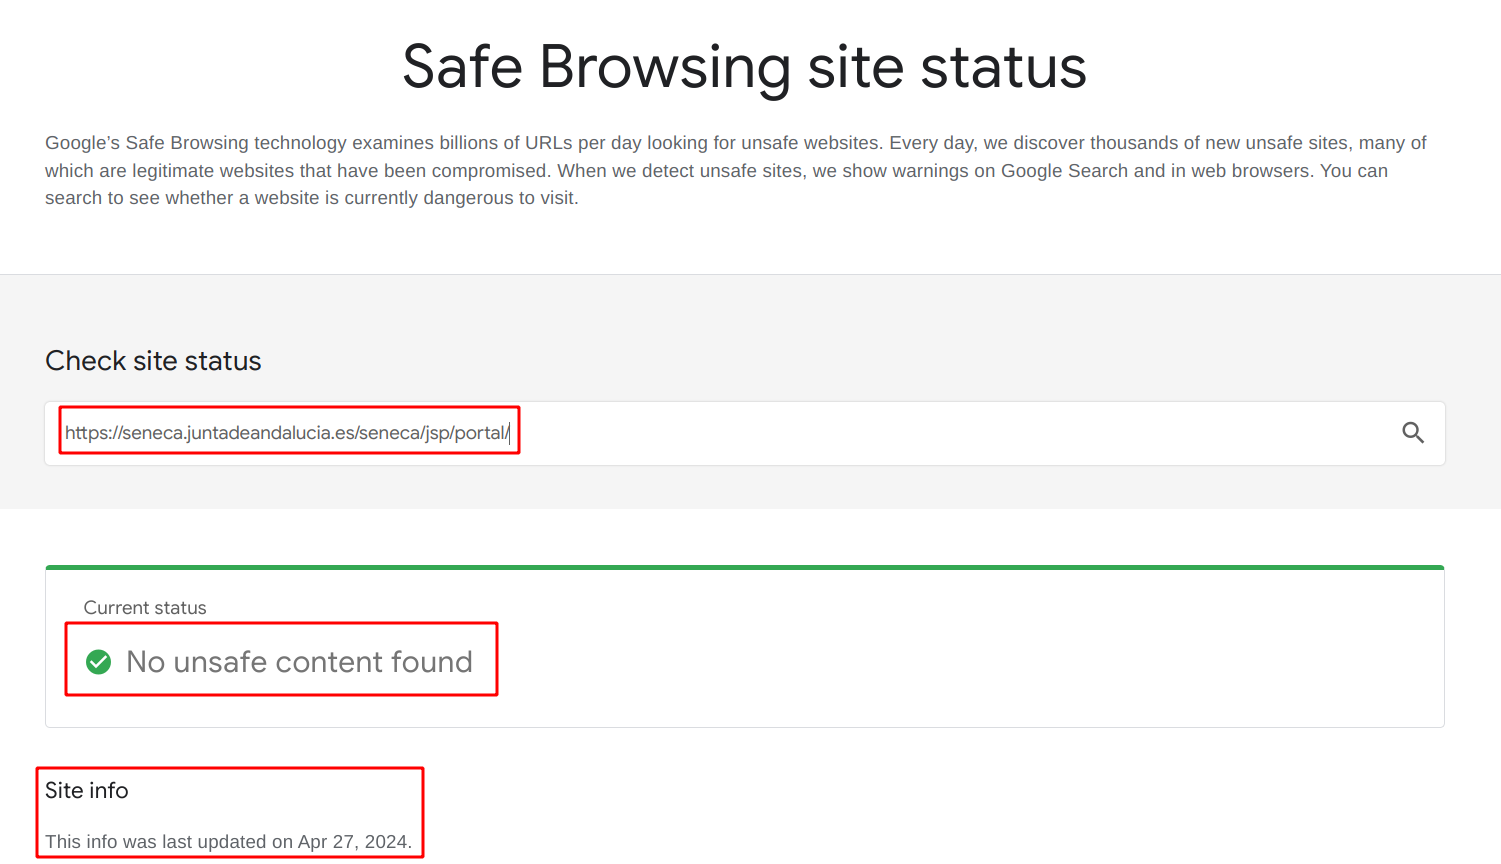 Safe Browsing site status
Google’s Safe Browsing technology examines billions of URLs per day looking for unsafe websites. Every day, we discover thousands of new unsafe sites, many of
which are legitimate websites that have been compromised. When we detect unsafe sites, we show warnings on Google Search and in web browsers. You can
search to see whether a website is currently dangerous to visit.
Check site status
https://seneca.juntadeandalucia.es/seneca/jsp/portal/
Current status
No unsafe content found
Site info
This info was last updated on Apr 27, 2024.